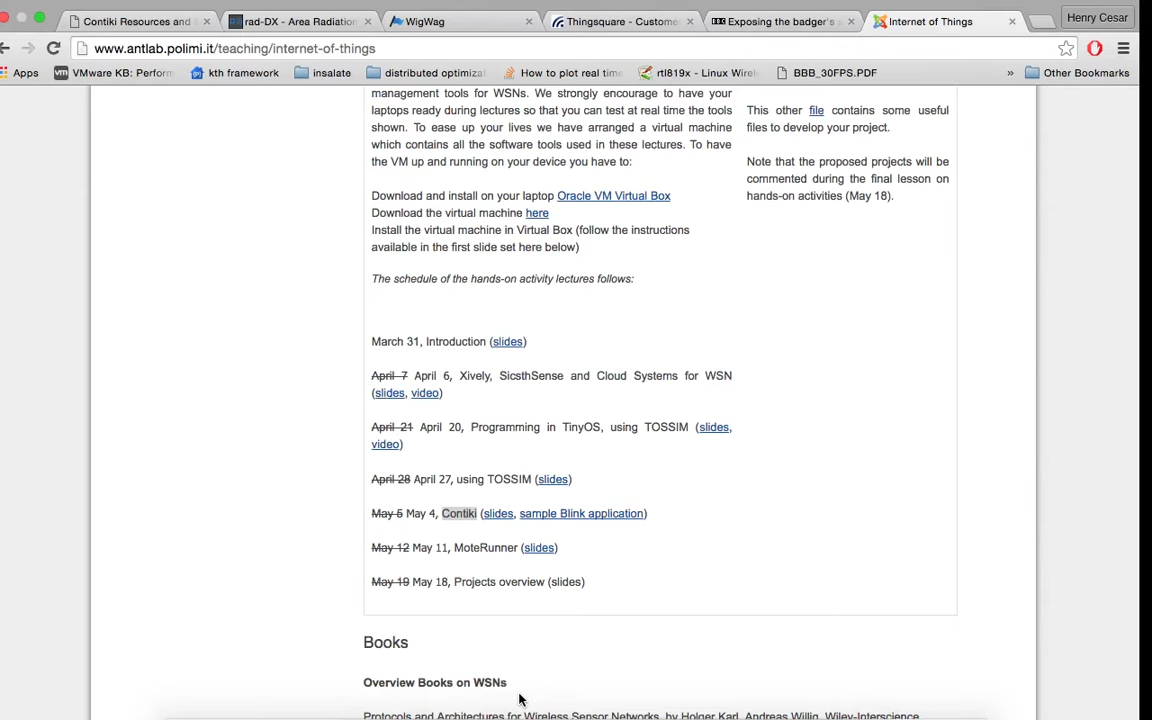 Contiki Resources and
rad-DX - Area Radiation
WigWag
Thingsquare - Custome
Exposing the badger's s
Internet of Things
Henry Cesar
www.antlab.polimi.it/teaching/internet-of-things
Apps
VMware KB: Perform
kth framework
insalate
distributed optimiza
How to plot real time
rtl819x - Linux Wirel
BBB_30FPS.PDF
»
Other Bookmarks
management tools for WSNs. We strongly encourage to have your
laptops ready during lectures so that you can test at real time the tools
shown. To ease up your lives we have arranged a virtual machine
which contains all the software tools used in these lectures. To have
the VM up and running on your device you have to:
Download and install on your laptop Oracle VM Virtual Box
Download the virtual machine here
Install the virtual machine in Virtual Box (follow the instructions
available in the first slide set here below)
The schedule of the hands-on activity lectures follows:
March 31, Introduction (slides)
April 7 April 6, Xively, SicsthSense and Cloud Systems for WSN
(slides, video)
April 21 April 20, Programming in TinyOS, using TOSSIM (slides,
video)
April 28 April 27, using TOSSIM (slides)
May 5 May 4, Contiki (slides, sample Blink application)
May 12 May 11, MoteRunner (slides)
May 19 May 18, Projects overview (slides)
This other file contains some useful
files to develop your project.
Note that the proposed projects will be
commented during the final lesson on
hands-on activities (May 18).
Books
Overview Books on WSNs
Protocols and Architectures for Wireless Sensor Networks, by Holger Karl, Andreas Willig, Wiley-Interscience